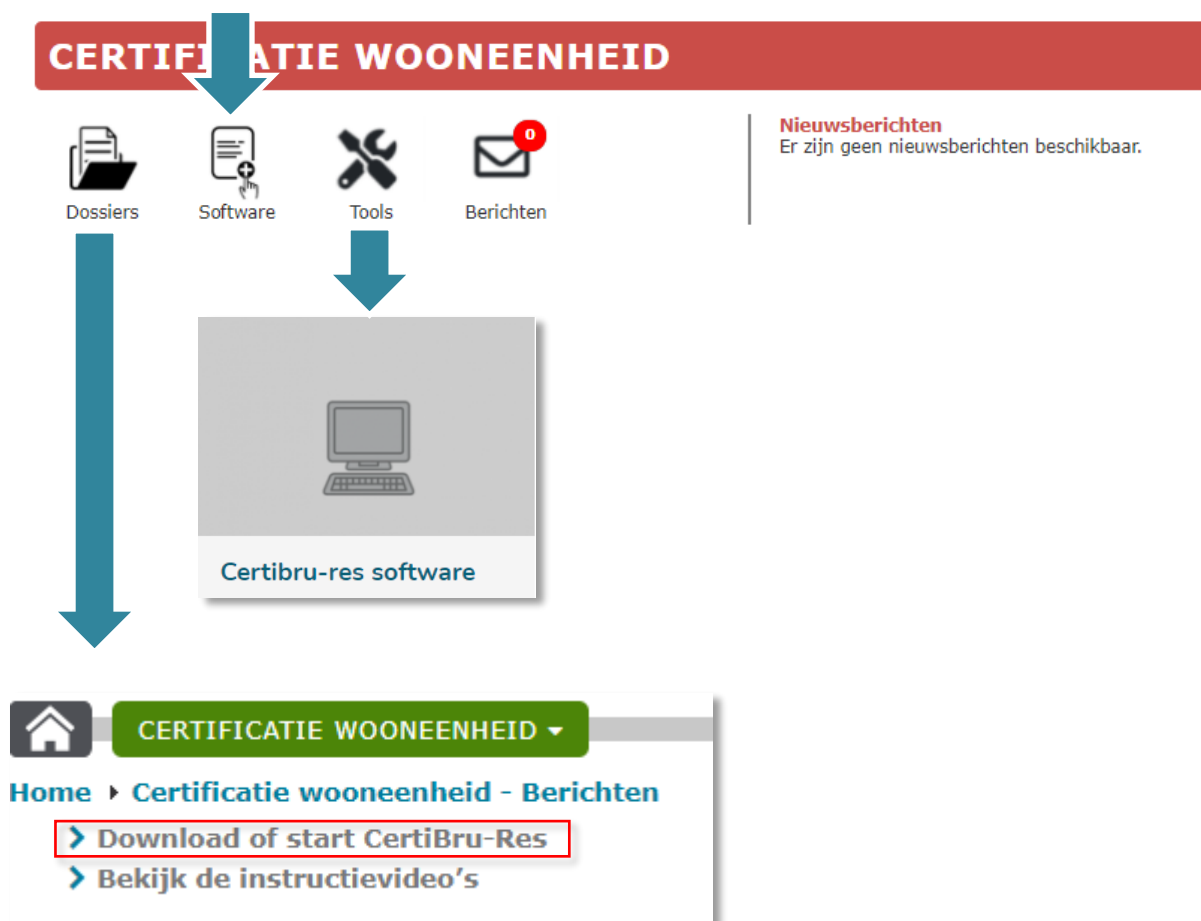 CERTIFICATIE WOONEENHEID
0
Dossiers
Software
Tools
Berichten
Nieuwsberichten
Er zijn geen nieuwsberichten beschikbaar.
Certibru-res software
CERTIFICATIE WOONEENHEID
Home Certificatie wooneenheid - Berichten
Download of start CertiBru-Res
Bekijk de instructievideo’s